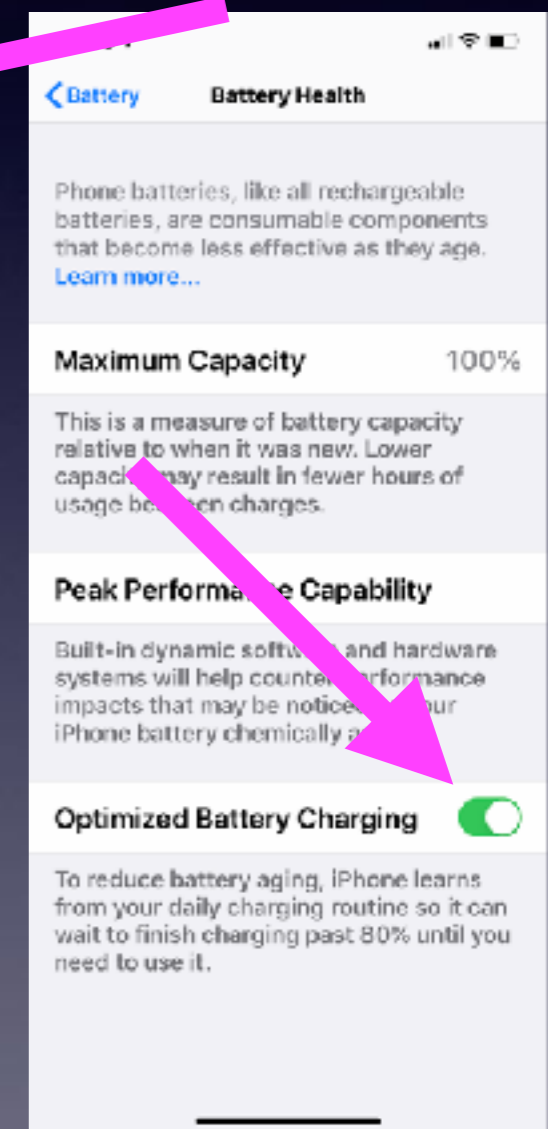 Battery
Battery Health
Phone batteries, like all rechargeable
batteries, are consumable components
that become less effective as they age.
Learn more...
Maximum Capacity 100%
This is a measure of battery capacity
relative to when it was new. Lower
may result in fewer hours of
usage charges.
Peak Capability
Built-in dynamic and hardware
systems will help
impacts that may be
iPhone battery chemically
Optimized Battery Charging
To reduce battery aging, iPhone learns
from your daily charging routine so it can
wait to finish charging past 80% until you
need to use it.